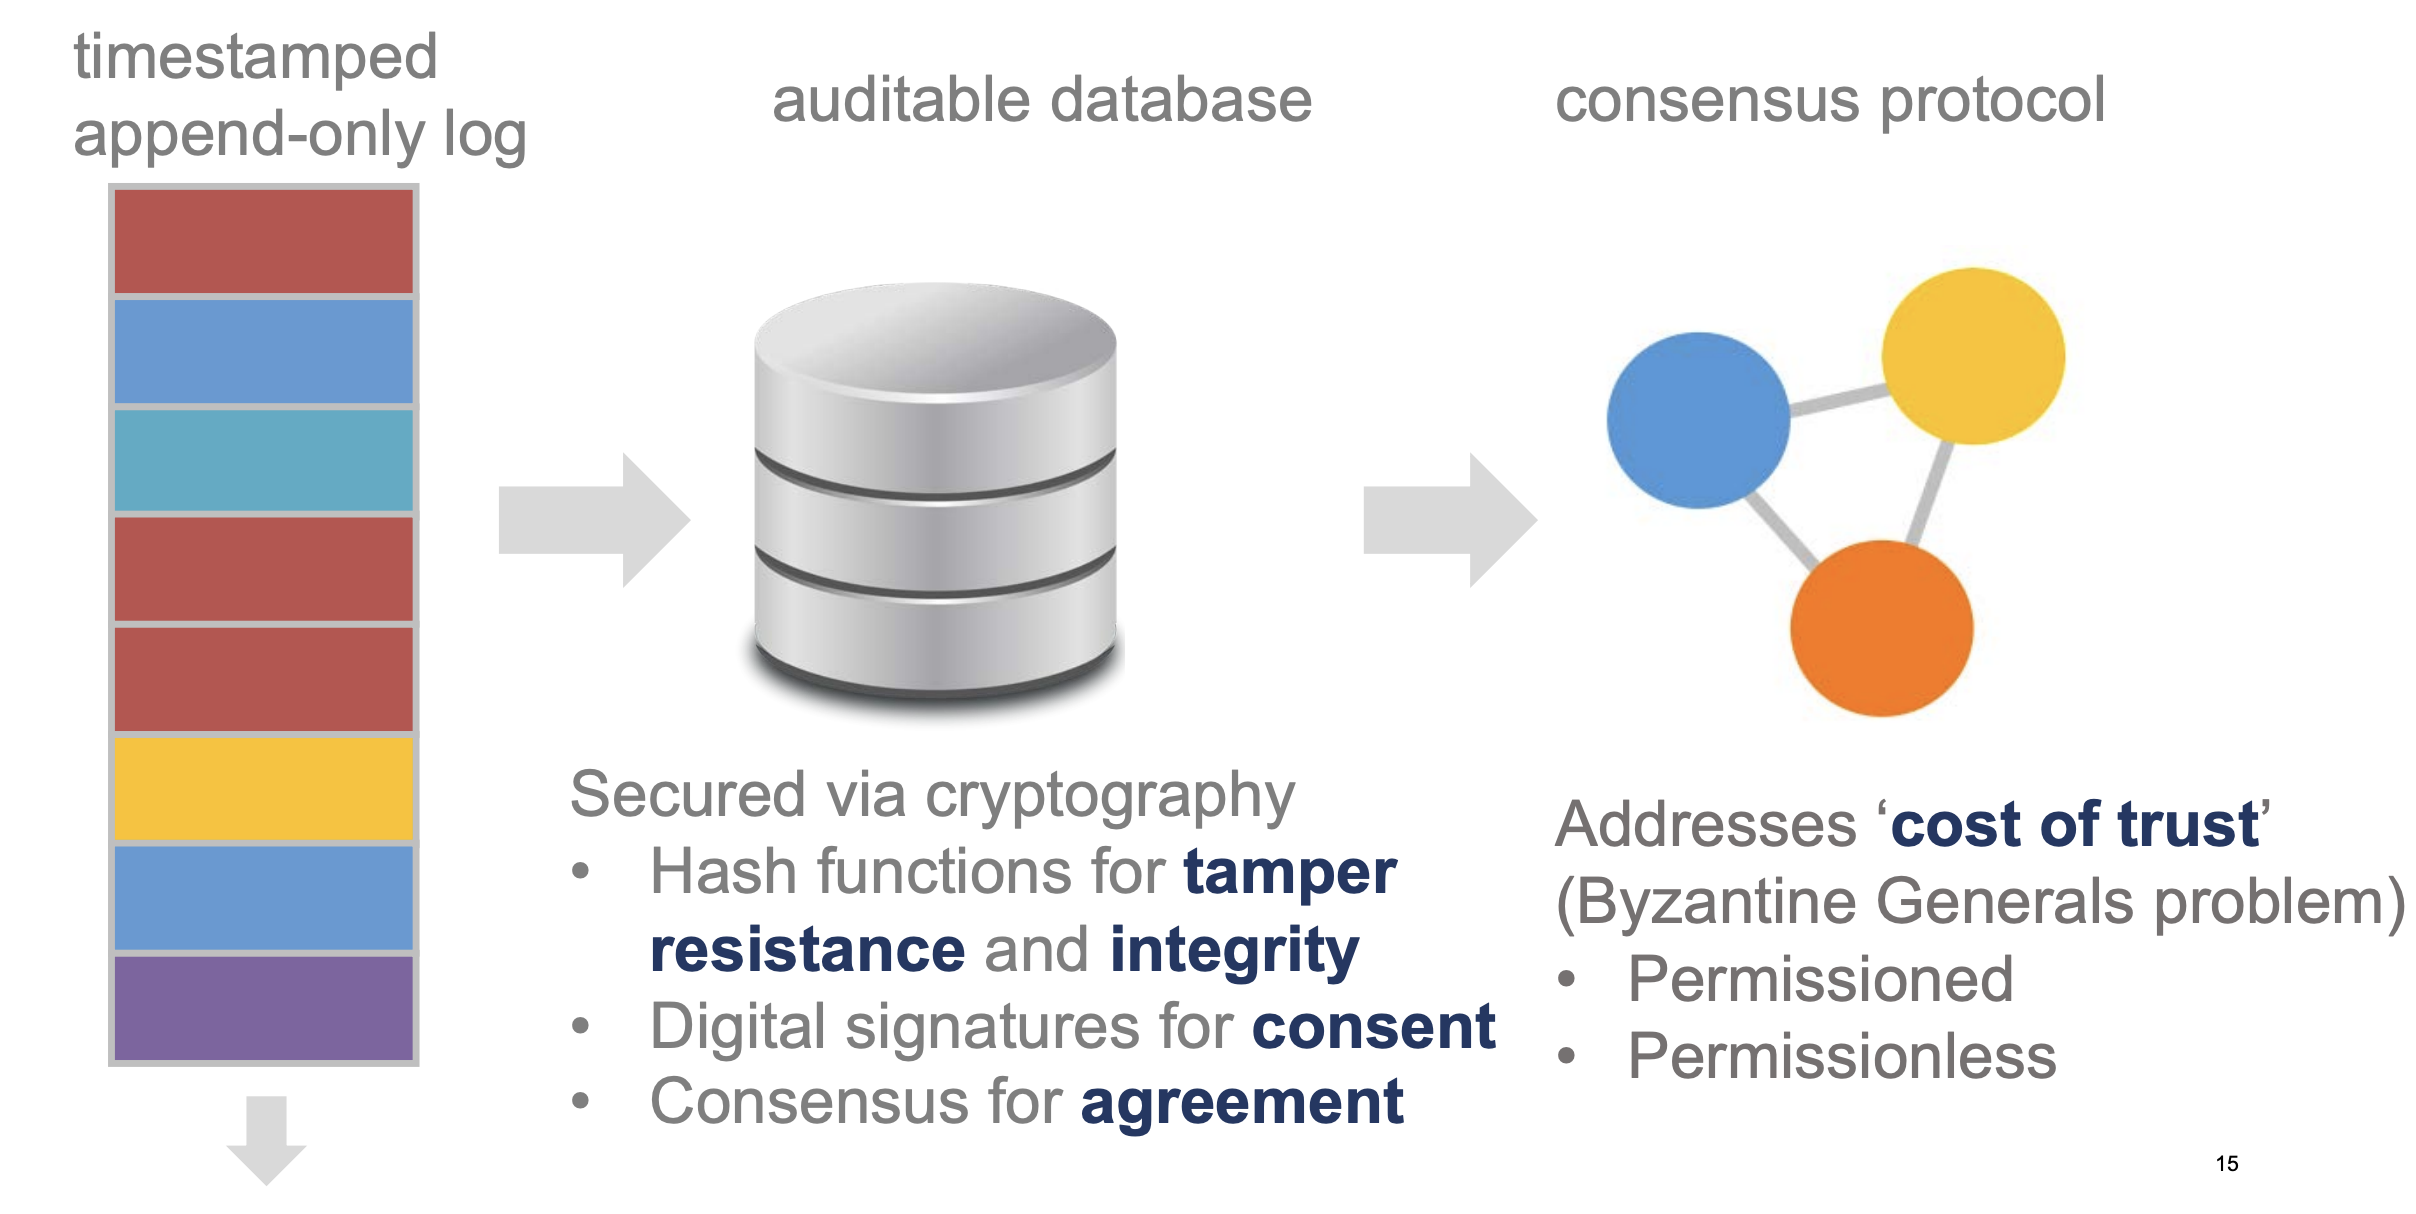 timestamped
append-only log
auditable database
consensus protocol
Secured via cryptography
• Hash functions for tamper
resistance and integrity
• Digital signatures for consent
• Consensus for agreement
Addresses ‘cost of trust’
(Byzantine Generals problem)
• Permissioned
• Permissionless
15